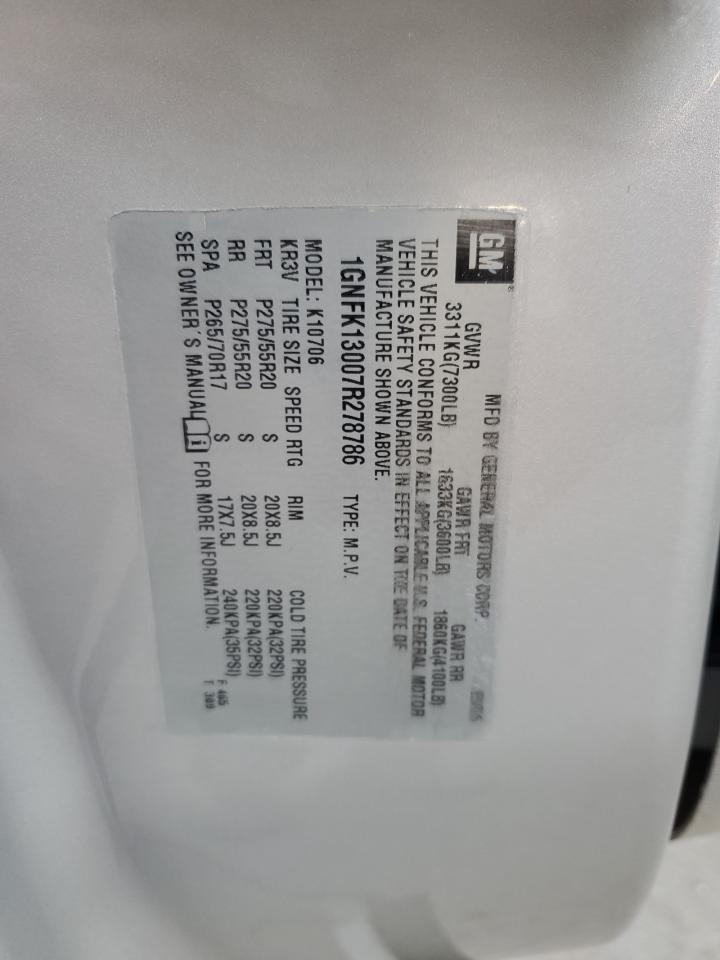 GM®
MFD BY GENERAL MOTORS CORP
GVWR GAWR FRT GAWR RR
3311KG(7300LB) 1633KG(3600LB) 1860KG(4100LB)
THIS VEHICLE CONFORMS TO ALL APPLICABLE U.S. FEDERAL MOTOR
VEHICLE SAFETY STANDARDS IN EFFECT ON THE DATE OF
MANUFACTURE SHOWN ABOVE.
1GNFK13007R278786 TYPE: M.P.V.
MODEL: K10706
KR3V TIRE SIZE SPEED RTG RIM COLD TIRE PRESSURE
FRT P275/55R20 S 20X8.5J 220KPA(32PSI)
RR P275/55R20 S 20X8.5J 220KPA(32PSI)
SPA P265/70R17 S 17X7.5J 240KPA(35PSI)
SEE OWNER'S MANUAL i FOR MORE INFORMATION.
F 465
T 309